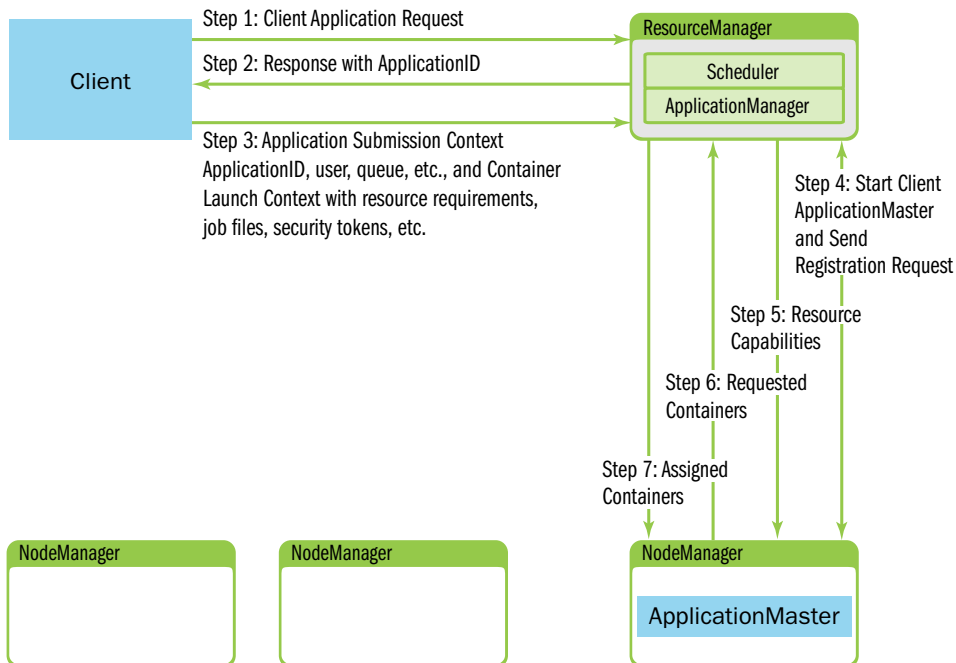 Step 1: Client Application Request
ResourceManager
Client
Step 2: Response with ApplicationID
Scheduler
ApplicationManager
Step 3: Application Submission Context
ApplicationID, user, queue, etc., and Container
Launch Context with resource requirements,
job files, security tokens, etc.
Step 4: Start Client
ApplicationMaster
and Send
Registration Request
Step 5: Resource
Capabilities
Step 6: Requested
Containers
Step 7: Assigned
Containers
NodeManager
NodeManager
NodeManager
ApplicationMaster